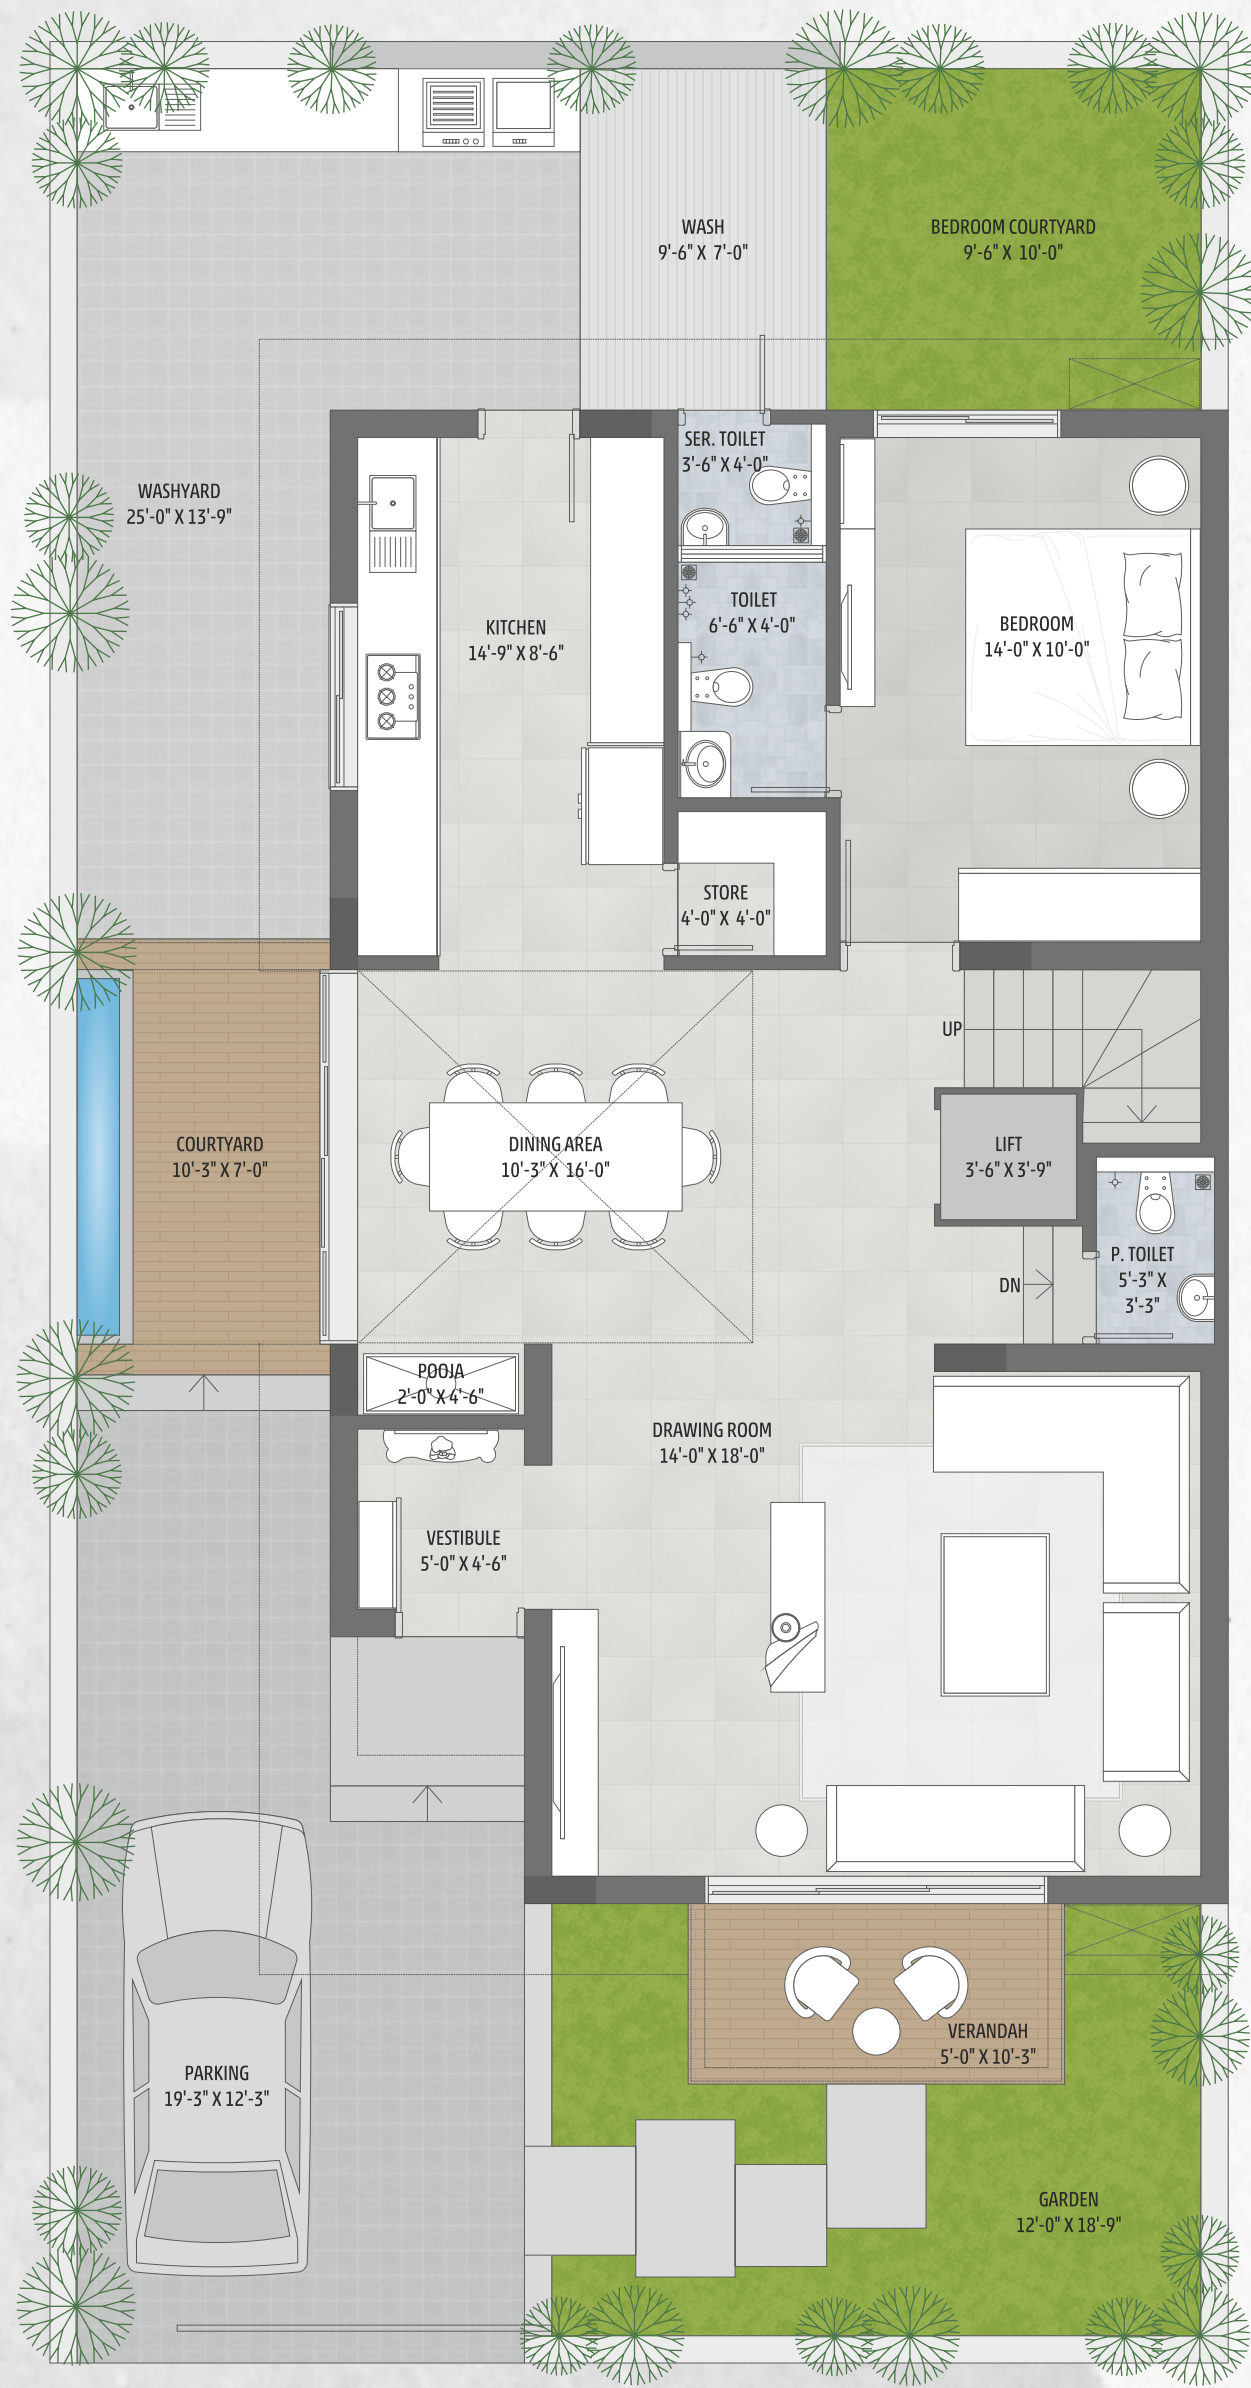 WASH
9'-6" X 7'-0"
BEDROOM COURTYARD
9'-6" X 10'-0"
SER. TOILET
3'-6" X 4'-0"
WASHYARD
25'-0" X 13'-9"
TOILET
6'-6" X 4'-0"
KITCHEN
14'-9" X 8'-6"
BEDROOM
14'-0" X 10'-0"
STORE
4'-0" X 4'-0"
UP
COURTYARD
10'-3" X 7'-0"
DINING AREA
10'-3" X 16'-0"
LIFT
3'-6" X 3'-9"
P. TOILET
5'-3" X
3'-3"
DN
POOJA
2'-0" X 4'-6"
DRAWING ROOM
14'-0" X 18'-0"
VESTIBULE
5'-0" X 4'-6"
VERANDAH
5'-0" X 10'-3"
PARKING
19'-3" X 12'-3"
GARDEN
12'-0" X 18'-9"